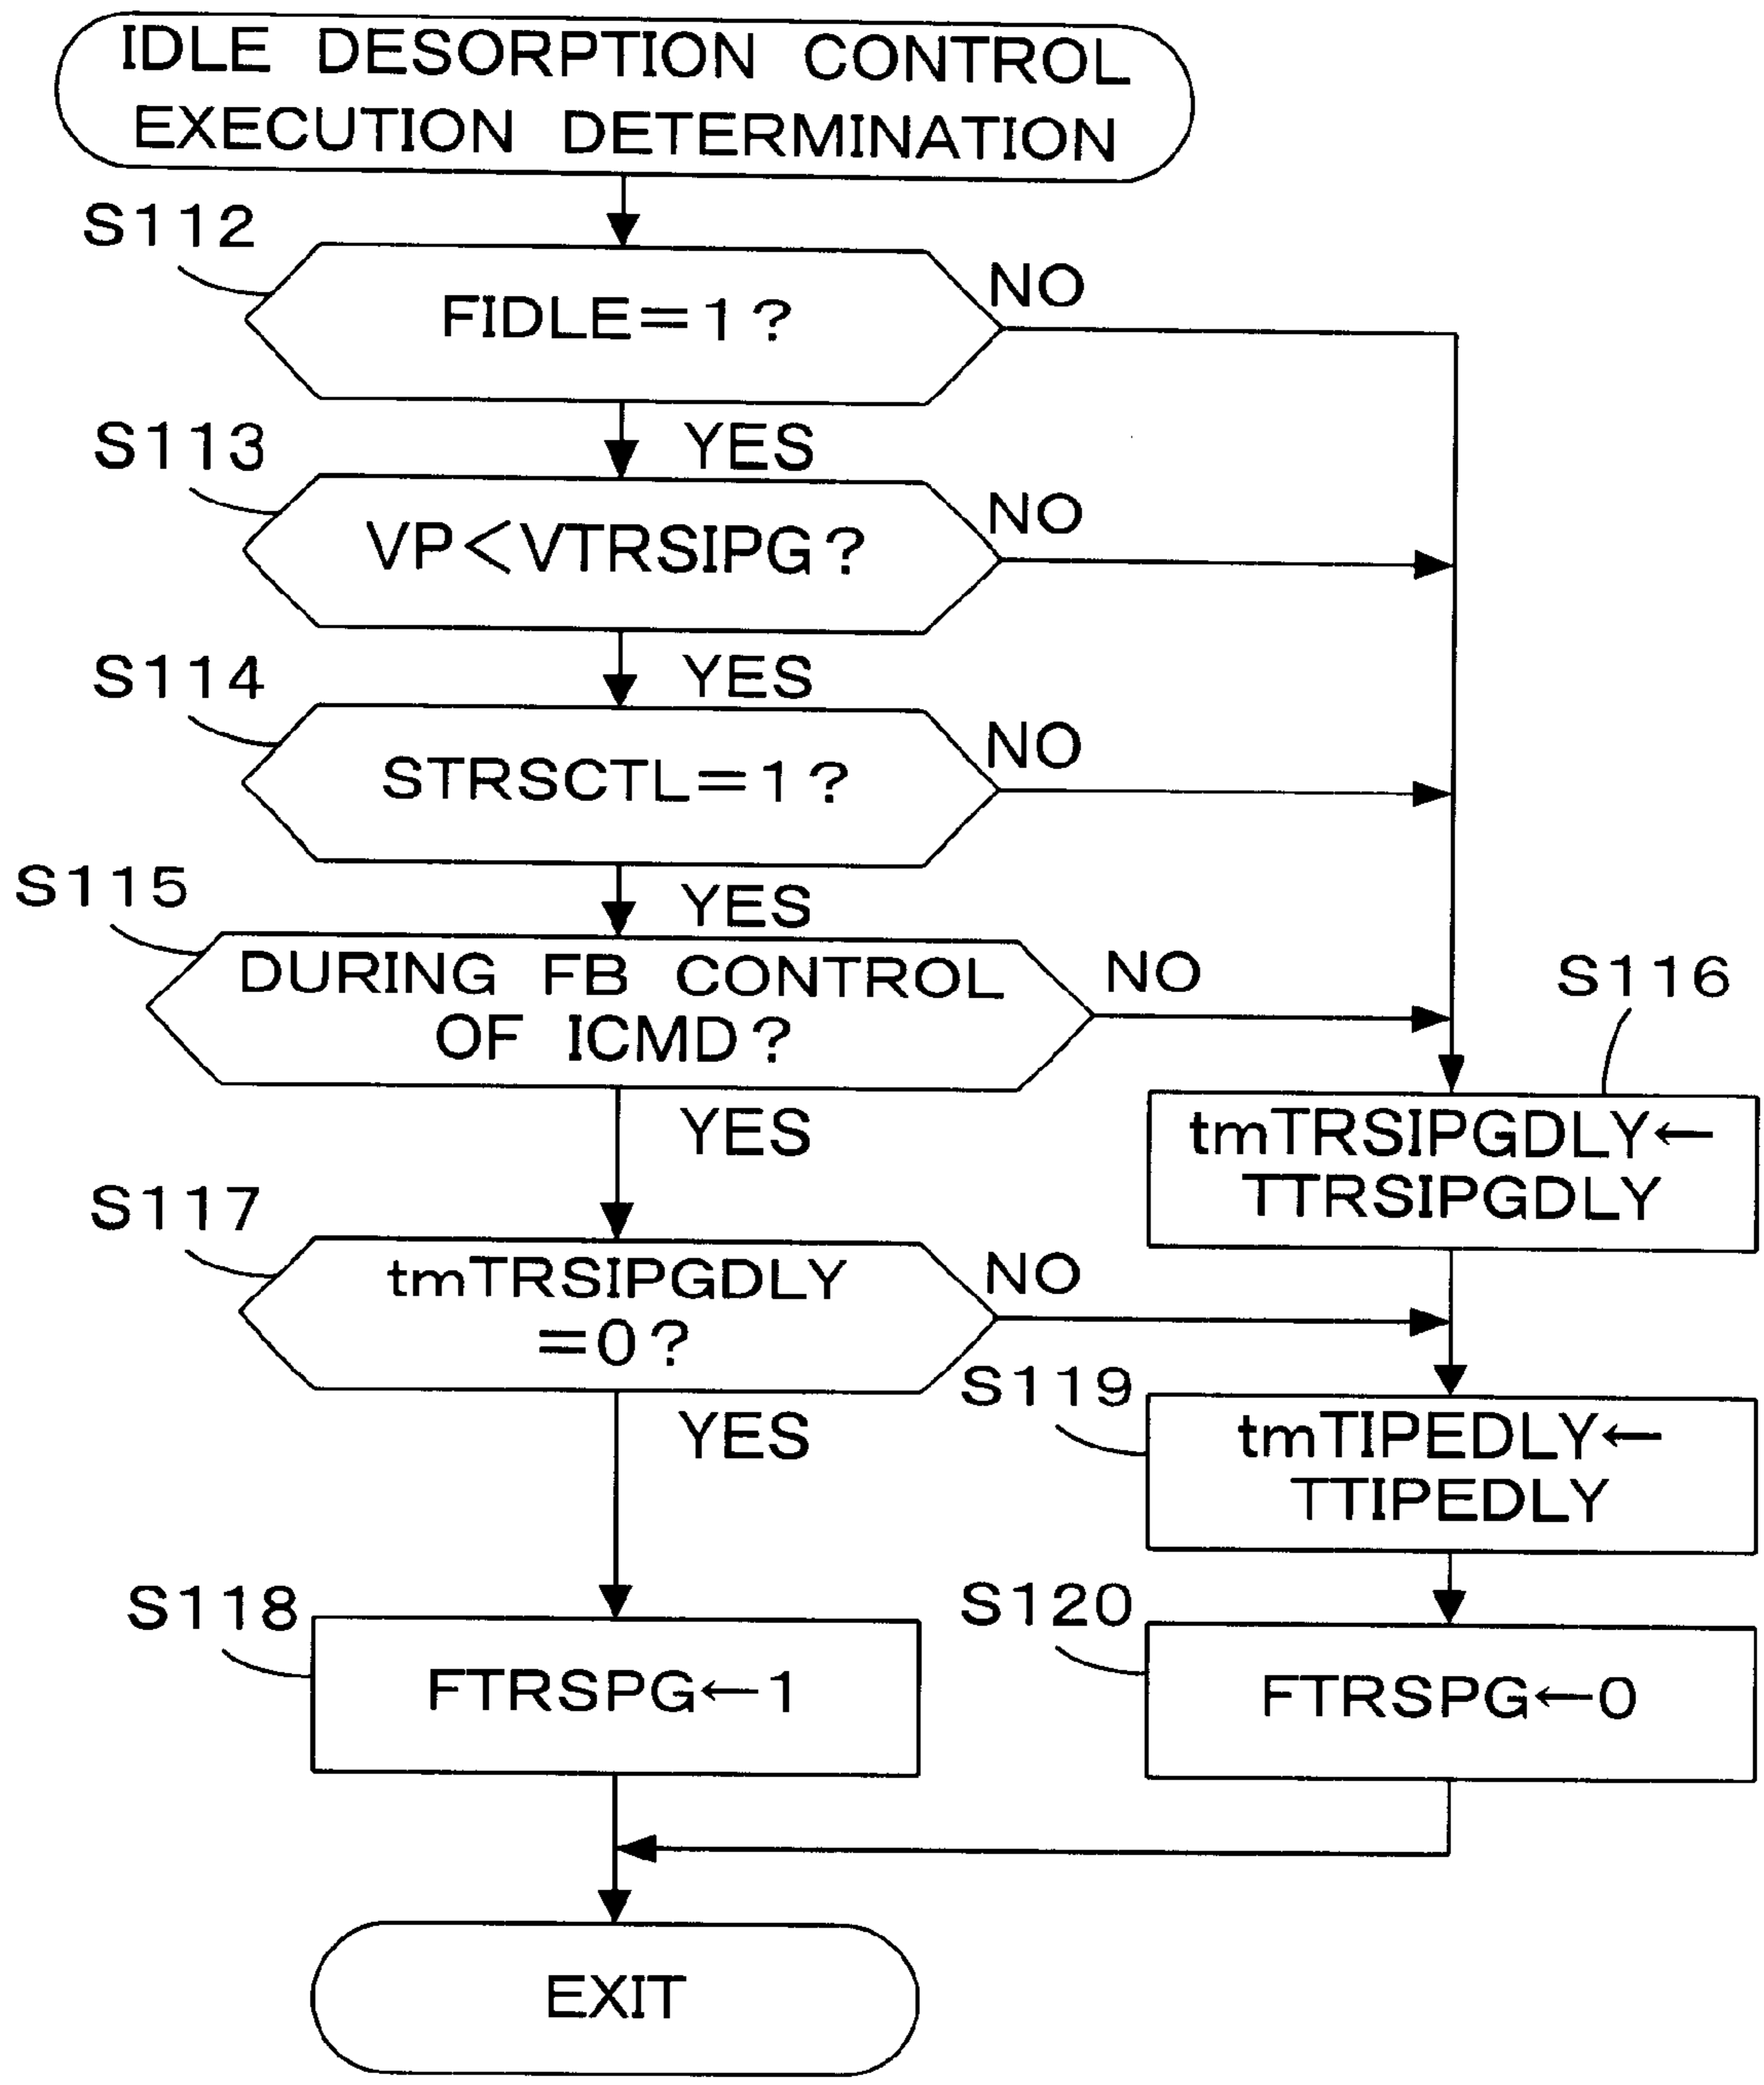 IDLE DESORPTION CONTROL
EXECUTION DETERMINATION
S112
FIDLE=1?
NO
YES
S113
VP<VTRSIPG?
NO
YES
S114
STRSCTL=1?
NO
YES
S115
DURING FB CONTROL
OF ICMD?
NO
YES
S116
tmTRSIPGDLY←
TTRSIPGDLY
S117
tmTRSIPGDLY
=0?
NO
YES
S119
tmTIPEDLY←
TTIPEDLY
S118
FTRSPG←1
S120
FTRSPG←0
EXIT